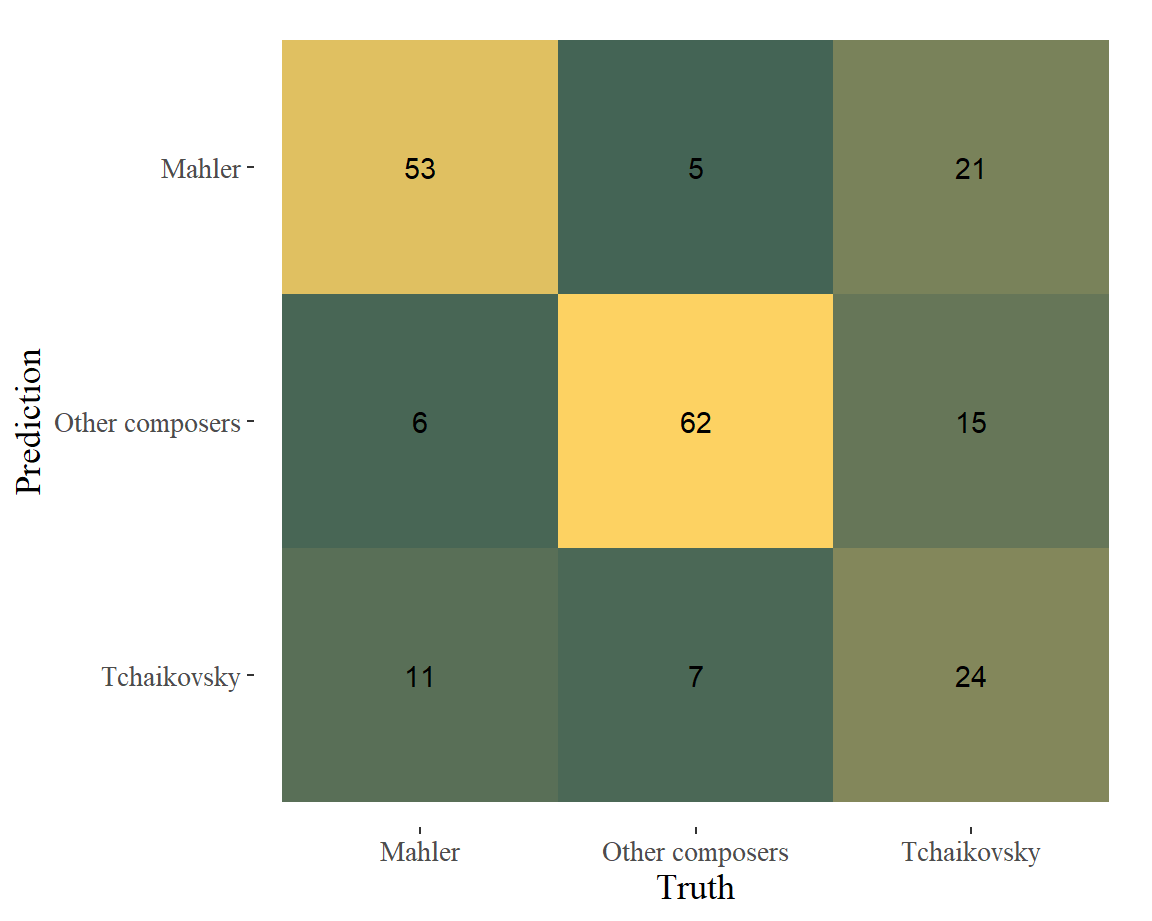 Mahler
53
5
21
Prediction
Other composers
6
62
15
Tchaikovsky
11
7
24
Mahler
Other composers
Tchaikovsky
Truth